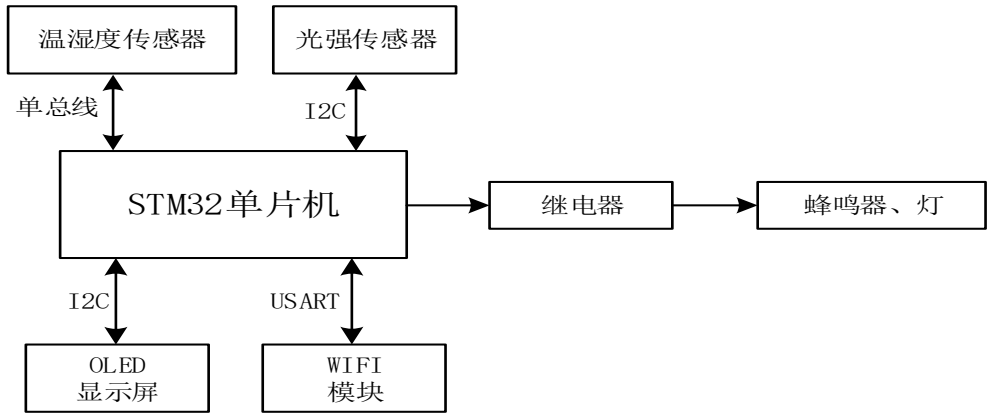 温湿度传感器
光强传感器
单总线
I2C
STM32单片机
继电器
蜂鸣器、灯
I2C
USART
OLED
显示屏
WIFI
模块